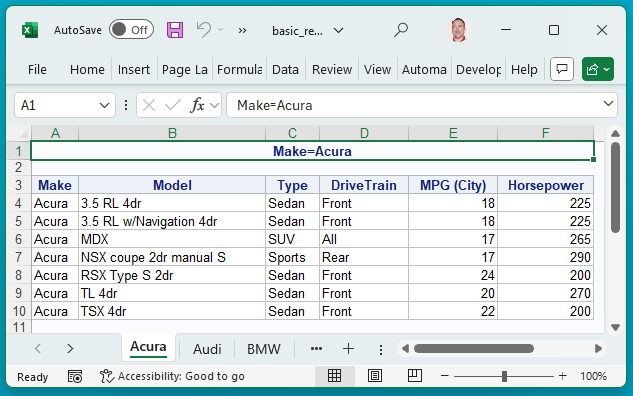 AutoSave Off » basic_re...
File Home Insert Page La Formula Data Review View Automa Develop Help
A1 fx Make=Acura
A B C D E F
1 Make=Acura
2
3 Make Model Type DriveTrain MPG (City) Horsepower
4 Acura 3.5 RL 4dr Sedan Front 18 225
5 Acura 3.5 RL w/Navigation 4dr Sedan Front 18 225
6 Acura MDX SUV All 17 265
7 Acura NSX coupe 2dr manual S Sports Rear 17 290
8 Acura RSX Type S 2dr Sedan Front 24 200
9 Acura TL 4dr Sedan Front 20 270
10 Acura TSX 4dr Sedan Front 22 200
11
Acura Audi BMW ...
Ready Accessibility: Good to go 100%